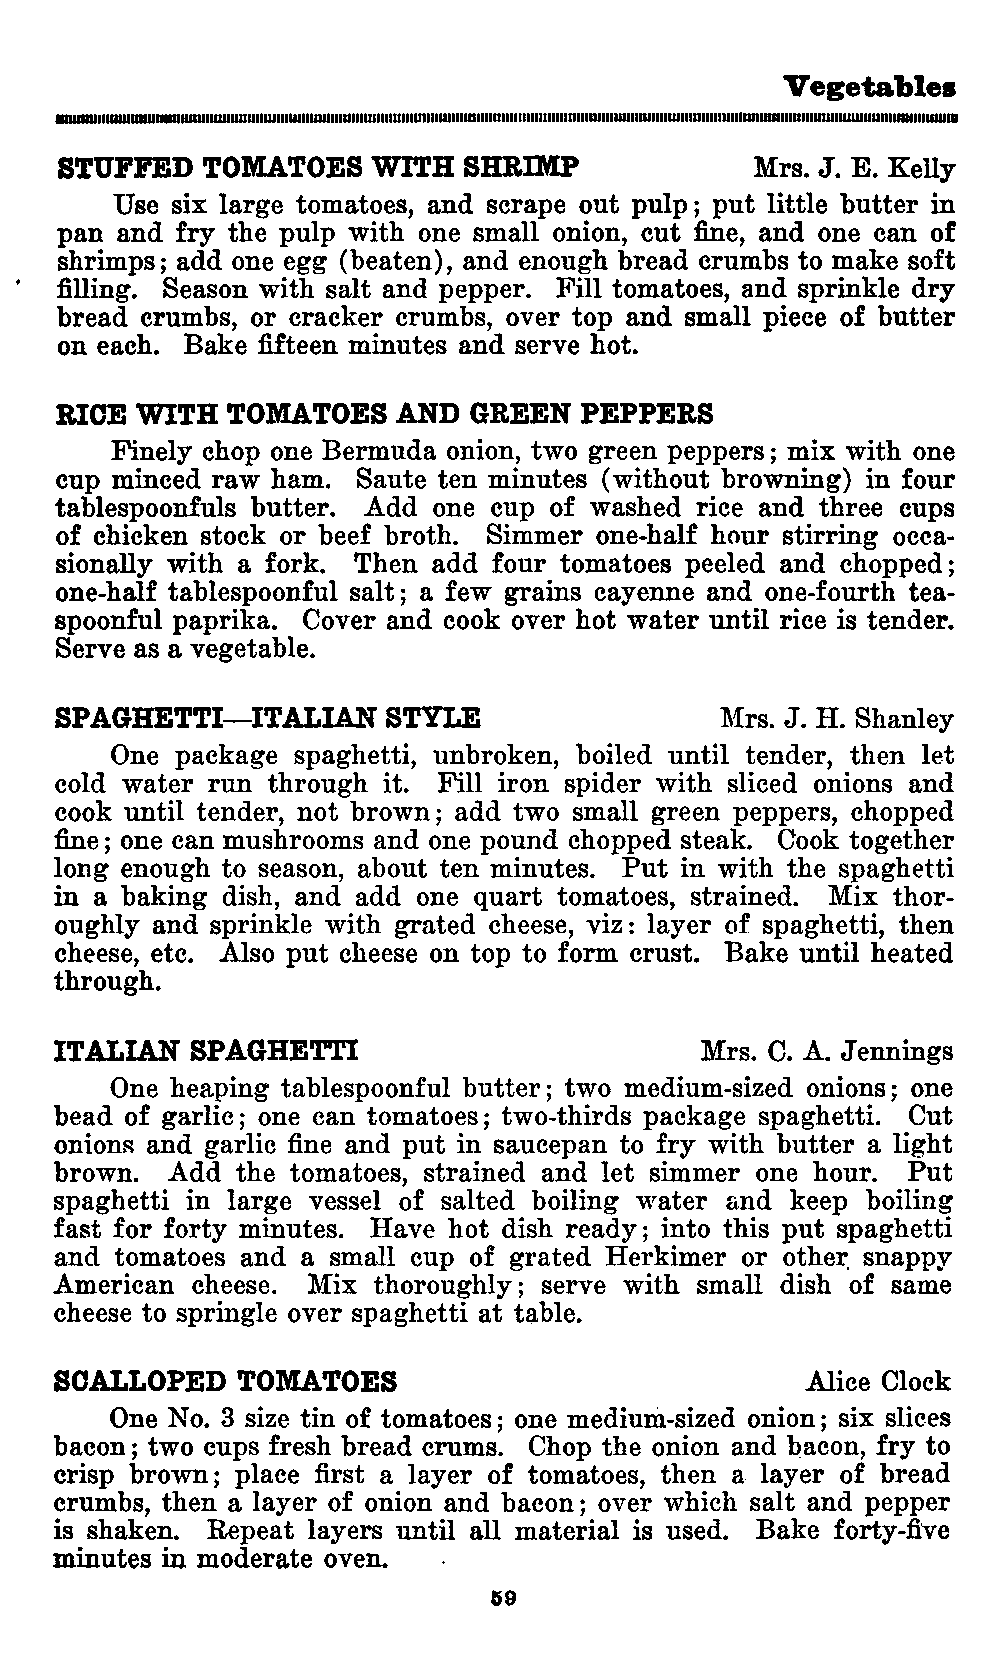 Vegetables
STUFFED TOMATOES WITH SHRIMP Mrs. J. E. Kelly
Use six large tomatoes, and scrape out pulp; put little butter in
pan and fry the pulp with one small onion, cut fine, and one can of
shrimps; add one egg (beaten), and enough bread crumbs to make soft
filling. Season with salt and pepper. Fill tomatoes, and sprinkle dry
bread crumbs, or cracker crumbs, over top and small piece of butter
on each. Bake fifteen minutes and serve hot.
RICE WITH TOMATOES AND GREEN PEPPERS
Finely chop one Bermuda onion, two green peppers; mix with one
cup minced raw ham. Saute ten minutes (without browning) in four
tablespoonfuls butter. Add one cup of washed rice and three cups
of chicken stock or beef broth. Simmer one-half hour stirring occa-
sionally with a fork. Then add four tomatoes peeled and chopped;
one-half tablespoonful salt; a few grains cayenne and one-fourth tea-
spoonful paprika. Cover and cook over hot water until rice is tender.
Serve as a vegetable.
SPAGHETTI—ITALIAN STYLE Mrs. J. H. Shanley
One package spaghetti, unbroken, boiled until tender, then let
cold water run through it. Fill iron spider with sliced onions and
cook until tender, not brown; add two small green peppers, chopped
fine; one can mushrooms and one pound chopped steak. Cook together
long enough to season, about ten minutes. Put in with the spaghetti
in a baking dish, and add one quart tomatoes, strained. Mix thor-
oughly and sprinkle with grated cheese, viz: layer of spaghetti, then
cheese, etc. Also put cheese on top to form crust. Bake until heated
through.
ITALIAN SPAGHETTI Mrs. C. A. Jennings
One heaping tablespoonful butter; two medium-sized onions; one
bead of garlic; one can tomatoes; two-thirds package spaghetti. Cut
onions and garlic fine and put in saucepan to fry with butter a light
brown. Add the tomatoes, strained and let simmer one hour. Put
spaghetti in large vessel of salted boiling water and keep boiling
fast for forty minutes. Have hot dish ready; into this put spaghetti
and tomatoes and a small cup of grated Herkimer or other snappy
American cheese. Mix thoroughly; serve with small dish of same
cheese to springle over spaghetti at table.
SCALLOPED TOMATOES Alice Clock
One No. 3 size tin of tomatoes; one medium-sized onion; six slices
bacon; two cups fresh bread crums. Chop the onion and bacon, fry to
crisp brown; place first a layer of tomatoes, then a layer of bread
crumbs, then a layer of onion and bacon; over which salt and pepper
is shaken. Repeat layers until all material is used. Bake forty-five
minutes in moderate oven.
59